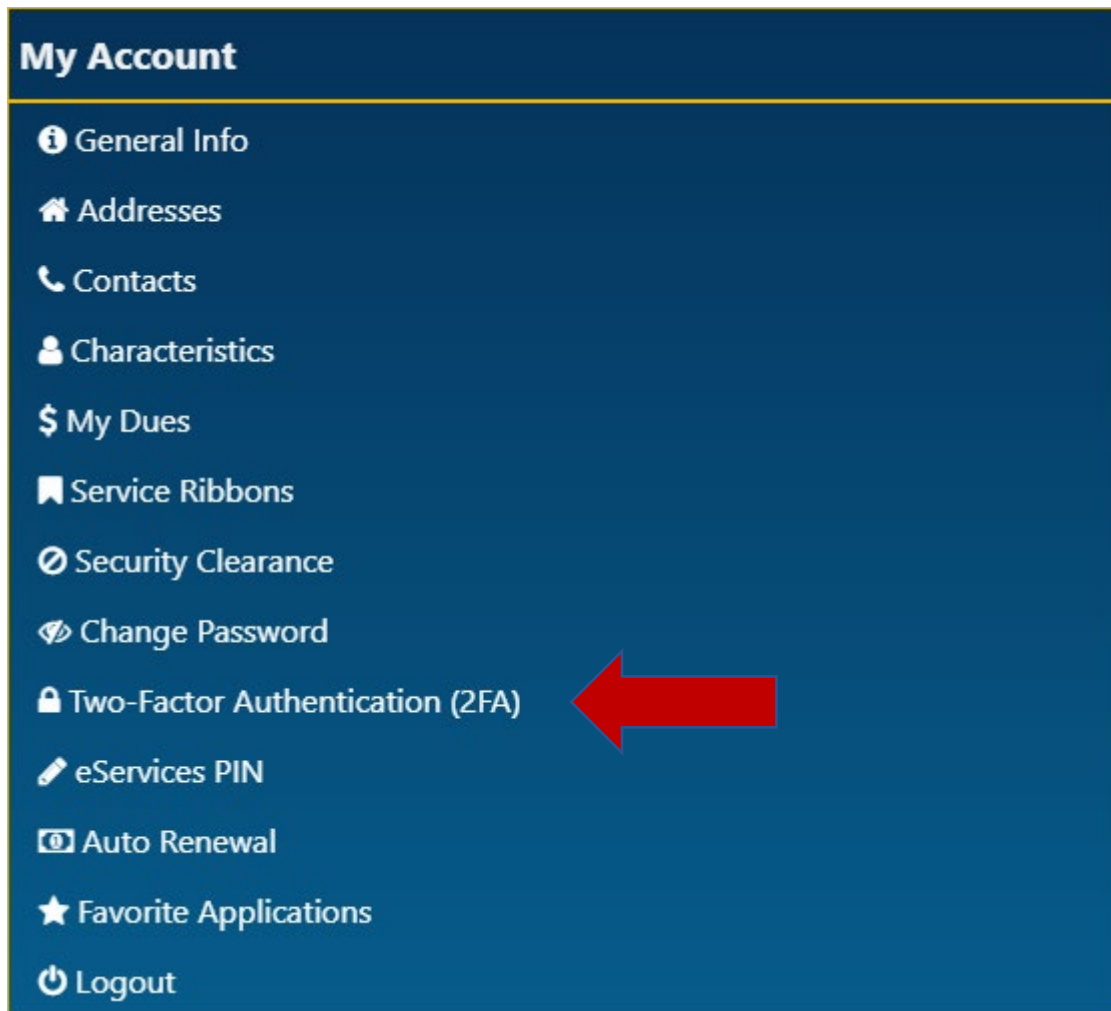 My Account
General Info
Addresses
Contacts
Characteristics
$ My Dues
Service Ribbons
Security Clearance
Change Password
Two-Factor Authentication (2FA)
eServices PIN
Auto Renewal
Favorite Applications
Logout